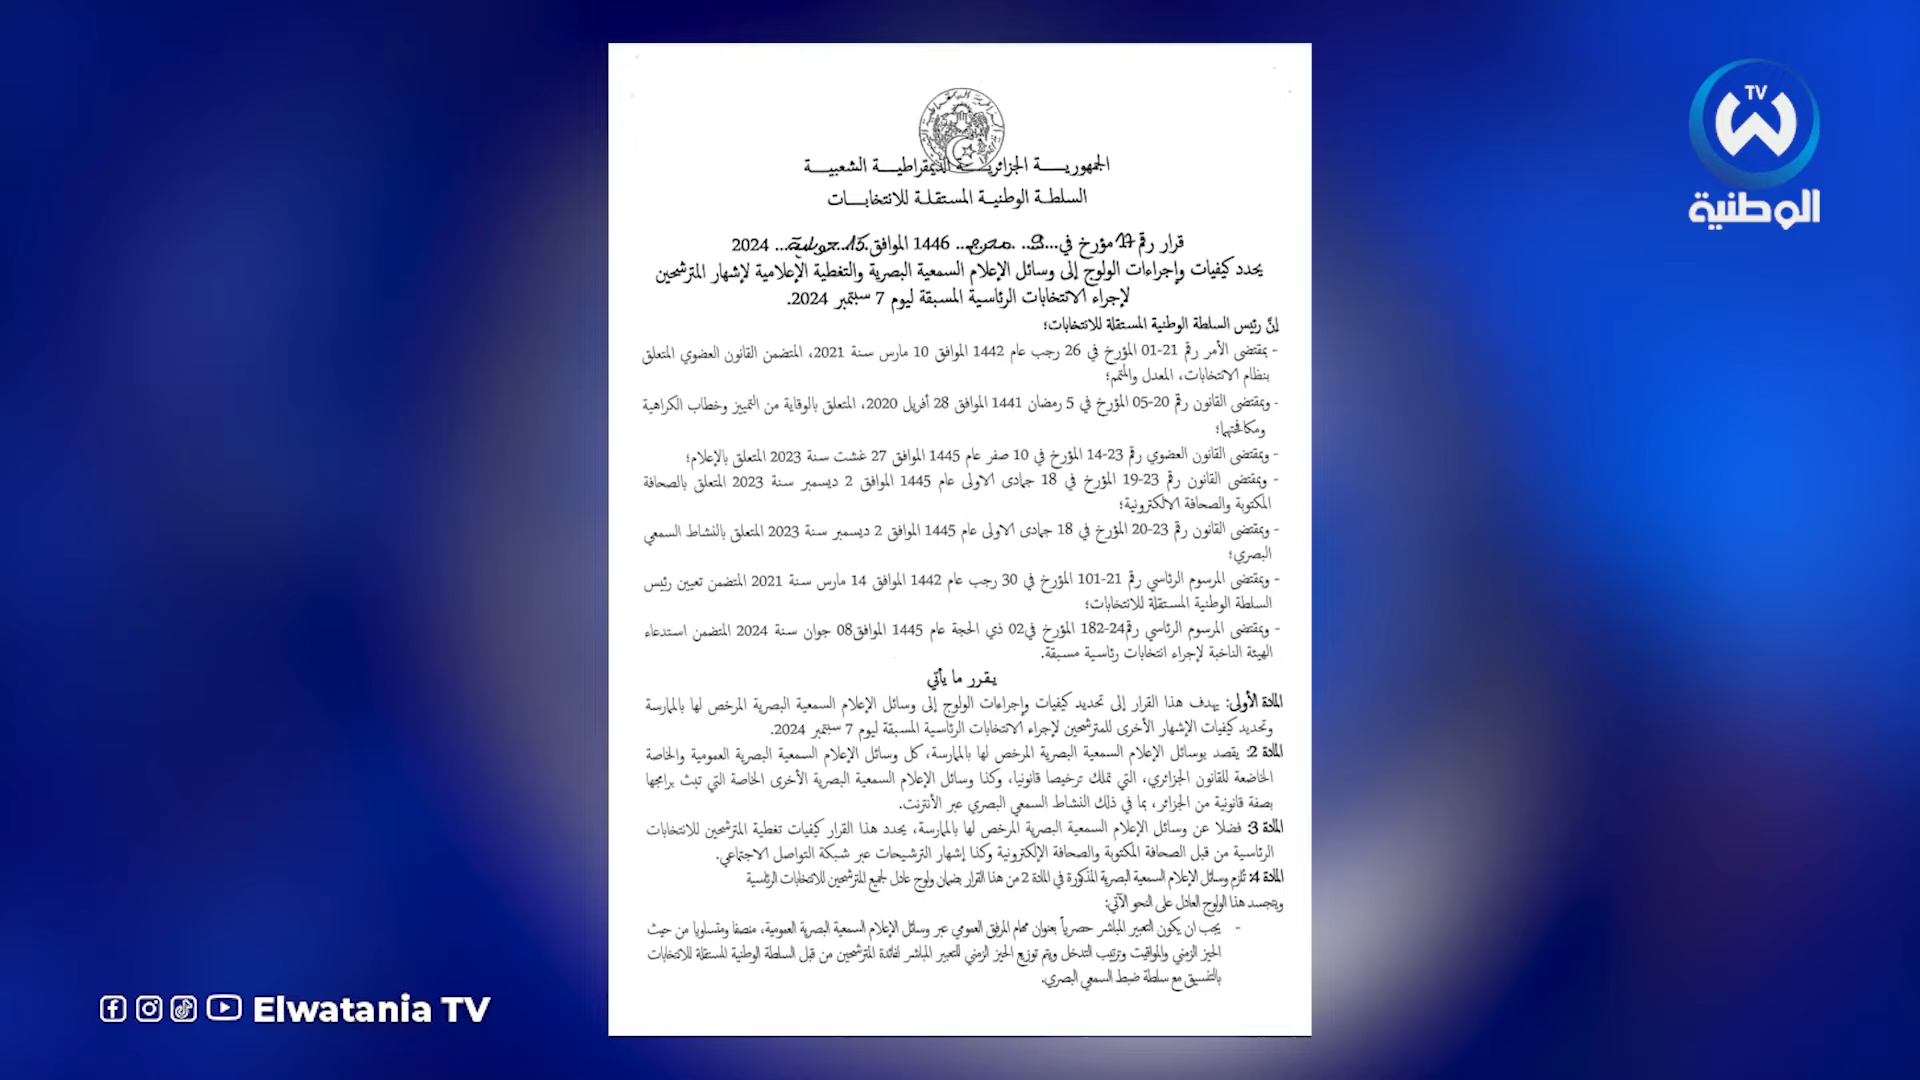 TV
الوطنية
الجمهوريـــة الجزائريـــة الديمقراطيـــة الشعبيـــة
السلطـة الوطنيـة المستقلـة للانتخابـــات
قرار رقم 17 مؤرخ في...9.. .محرم.. 1446 الموافق.15..جويلية... 2024
يحدد كيفيات وإجراءات الولوج إلى وسائل الإعلام السمعية البصرية والتغطية الإعلامية لإشهار المترشحين
لإجراء الانتخابات الرئاسية المسبقة ليوم 7 سبتمبر 2024.
إنّ رئيس السلطة الوطنية المستقلة للانتخابات؛
- بمقتضى الأمر رقم 21-01 المؤرخ في 26 رجب عام 1442 الموافق 10 مارس سنة 2021، المتضمن القانون العضوي المتعلق
بنظام الانتخابات، المعدل والمتمم؛
- وبمقتضى القانون رقم 20-05 المؤرخ في 5 رمضان 1441 الموافق 28 أفريل 2020، المتعلق بالوقاية من التمييز وخطاب الكراهية
ومكافحتهما؛
- وبمقتضى القانون العضوي رقم 23-14 المؤرخ في 10 صفر عام 1445 الموافق 27 غشت سنة 2023 المتعلق بالإعلام؛
- وبمقتضى القانون رقم 23-19 المؤرخ في 18 جمادى الاولى عام 1445 الموافق 2 ديسمبر سنة 2023 المتعلق بالصحافة
المكتوبة والصحافة الالكترونية؛
- وبمقتضى القانون رقم 23-20 المؤرخ في 18 جمادى الاولى عام 1445 الموافق 2 ديسمبر سنة 2023 المتعلق بالنشاط السمعي
البصري؛
- وبمقتضى المرسوم الرئاسي رقم 21-101 المؤرخ في 30 رجب عام 1442 الموافق 14 مارس سنة 2021 المتضمن تعيين رئيس
السلطة الوطنية المستقلة للانتخابات؛
- وبمقتضى المرسوم الرئاسي رقم24-182 المؤرخ في02 ذي الحجة عام 1445 الموافق08 جوان سنة 2024 المتضمن استدعاء
الهيئة الناخبة لإجراء انتخابات رئاسية مسبقة.
يـقرر ما يأتي
المادة الأولى: يهدف هذا القرار إلى تحديد كيفيات وإجراءات الولوج إلى وسائل الإعلام السمعية البصرية المرخص لها بالممارسة
وتحديد كيفيات الإشهار الأخرى للمترشحين لإجراء الانتخابات الرئاسية المسبقة ليوم 7 سبتمبر 2024.
المادة 2: يقصد بوسائل الإعلام السمعية البصرية المرخص لها بالممارسة، كل وسائل الإعلام السمعية البصرية العمومية والخاصة
الخاضعة للقانون الجزائري، التي تملك ترخيصا قانونيا، وكذا وسائل الإعلام السمعية البصرية الأخرى الخاصة التي تبث برامجها
بصفة قانونية من الجزائر، بما في ذلك النشاط السمعي البصري عبر الأنترنت.
المادة 3: فضلا عن وسائل الإعلام السمعية البصرية المرخص لها بالممارسة، يحدد هذا القرار كيفيات تغطية المترشحين للانتخابات
الرئاسية من قبل الصحافة المكتوبة والصحافة الإلكترونية وكذا إشهار الترشيحات عبر شبكة التواصل الاجتماعي.
المادة 4: تلزم وسائل الإعلام السمعية البصرية المذكورة في المادة 2 من هذا القرار بضمان ولوج عادل لجميع المترشحين للانتخابات الرئاسية
ويتجسد هذا الولوج العادل على النحو الآتي:
- يجب ان يكون التعبير المباشر حصرياً بعنوان مهام المرفق العمومي عبر وسائل الإعلام السمعية البصرية العمومية، منصفا ومتساويا من حيث
الحيز الزمني والمواقيت وترتيب التدخل ويتم توزيع الحيز الزمني للتعبير المباشر لفائدة المترشحين من قبل السلطة الوطنية المستقلة للانتخابات
بالتنسيق مع سلطة ضبط السمعي البصري.
Elwatania TV